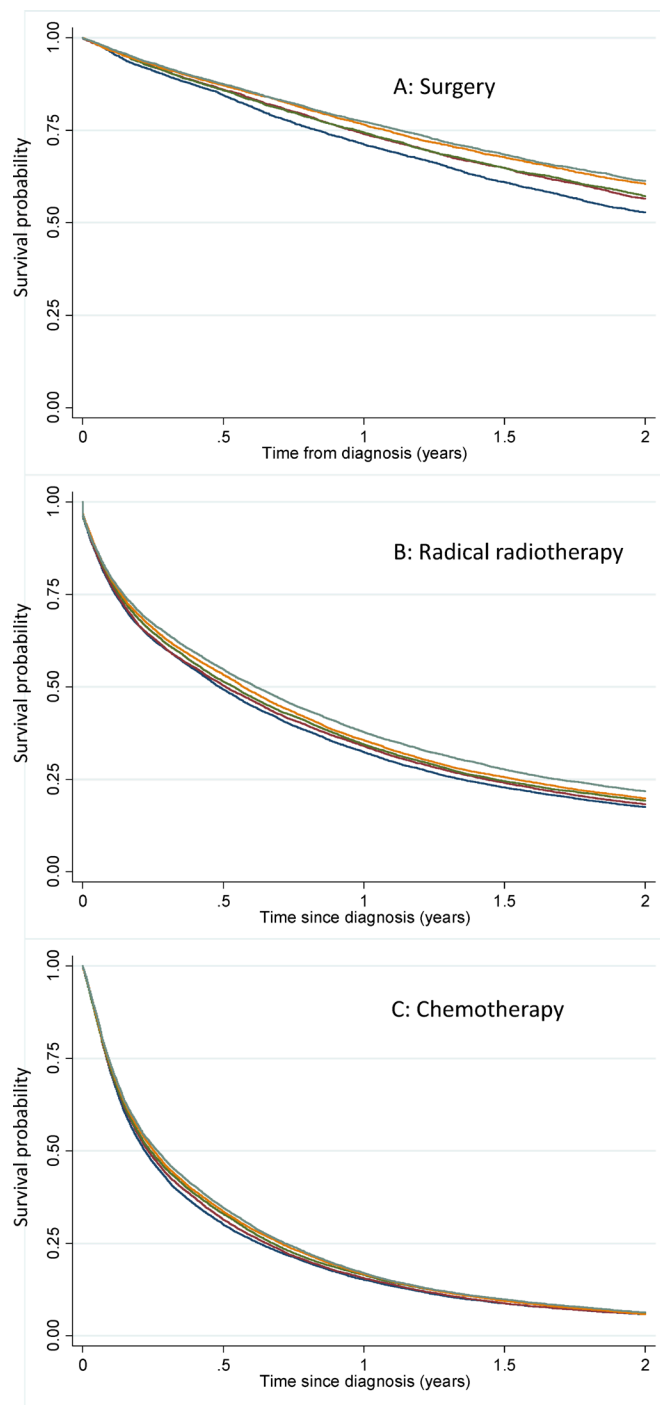 A: Surgery
Survival probability
1.00
0.75
0.50
0.25
0.00
0 .5 1 1.5 2
Time from diagnosis (years)
B: Radical radiotherapy
Survival probability
1.00
0.75
0.50
0.25
0.00
0 .5 1 1.5 2
Time since diagnosis (years)
C: Chemotherapy
Survival probability
1.00
0.75
0.50
0.25
0.00
0 .5 1 1.5 2
Time since diagnosis (years)